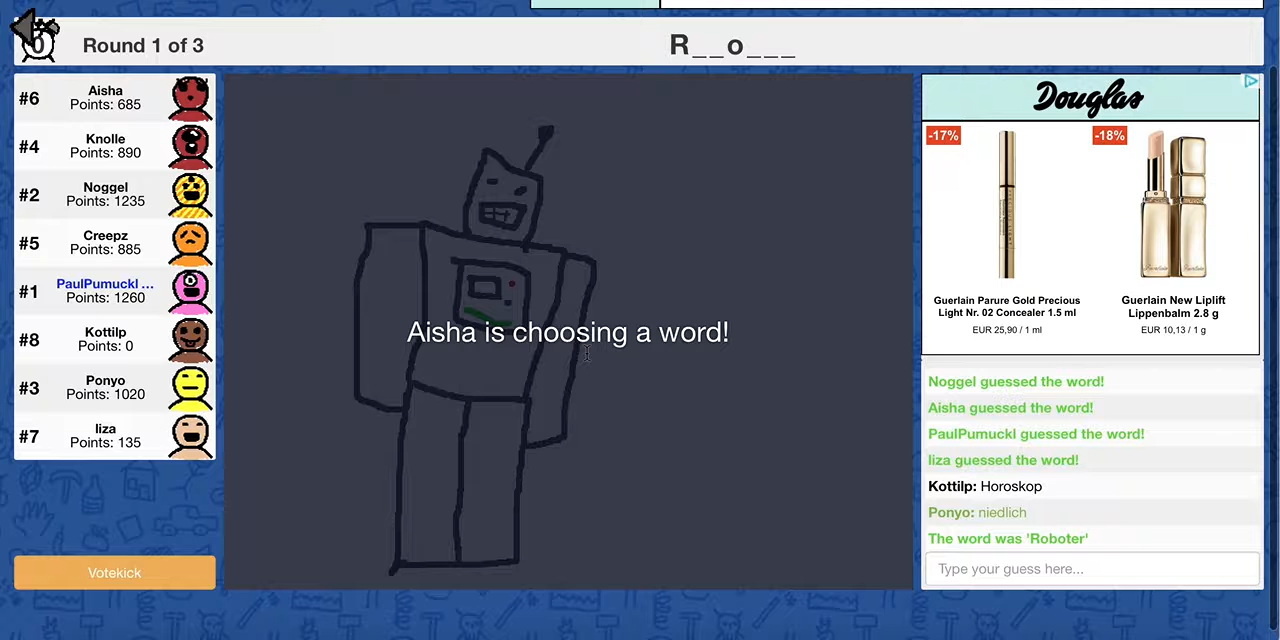 0
Round 1 of 3
R__o___
#6
Aisha
Points: 685
#4
Knolle
Points: 890
#2
Noggel
Points: 1235
#5
Creepz
Points: 885
#1
PaulPumuckl ...
Points: 1260
#8
Kottilp
Points: 0
#3
Ponyo
Points: 1020
#7
liza
Points: 135
Votekick
Aisha is choosing a word!
Douglas
-17%
-18%
Guerlain Parure Gold Precious
Light Nr. 02 Concealer 1.5 ml
EUR 25,90 / 1 ml
Guerlain New Liplift
Lippenbalm 2.8 g
EUR 10,13 / 1 g
Noggel guessed the word!
Aisha guessed the word!
PaulPumuckl guessed the word!
liza guessed the word!
Kottilp: Horoskop
Ponyo: niedlich
The word was 'Roboter'
Type your guess here...